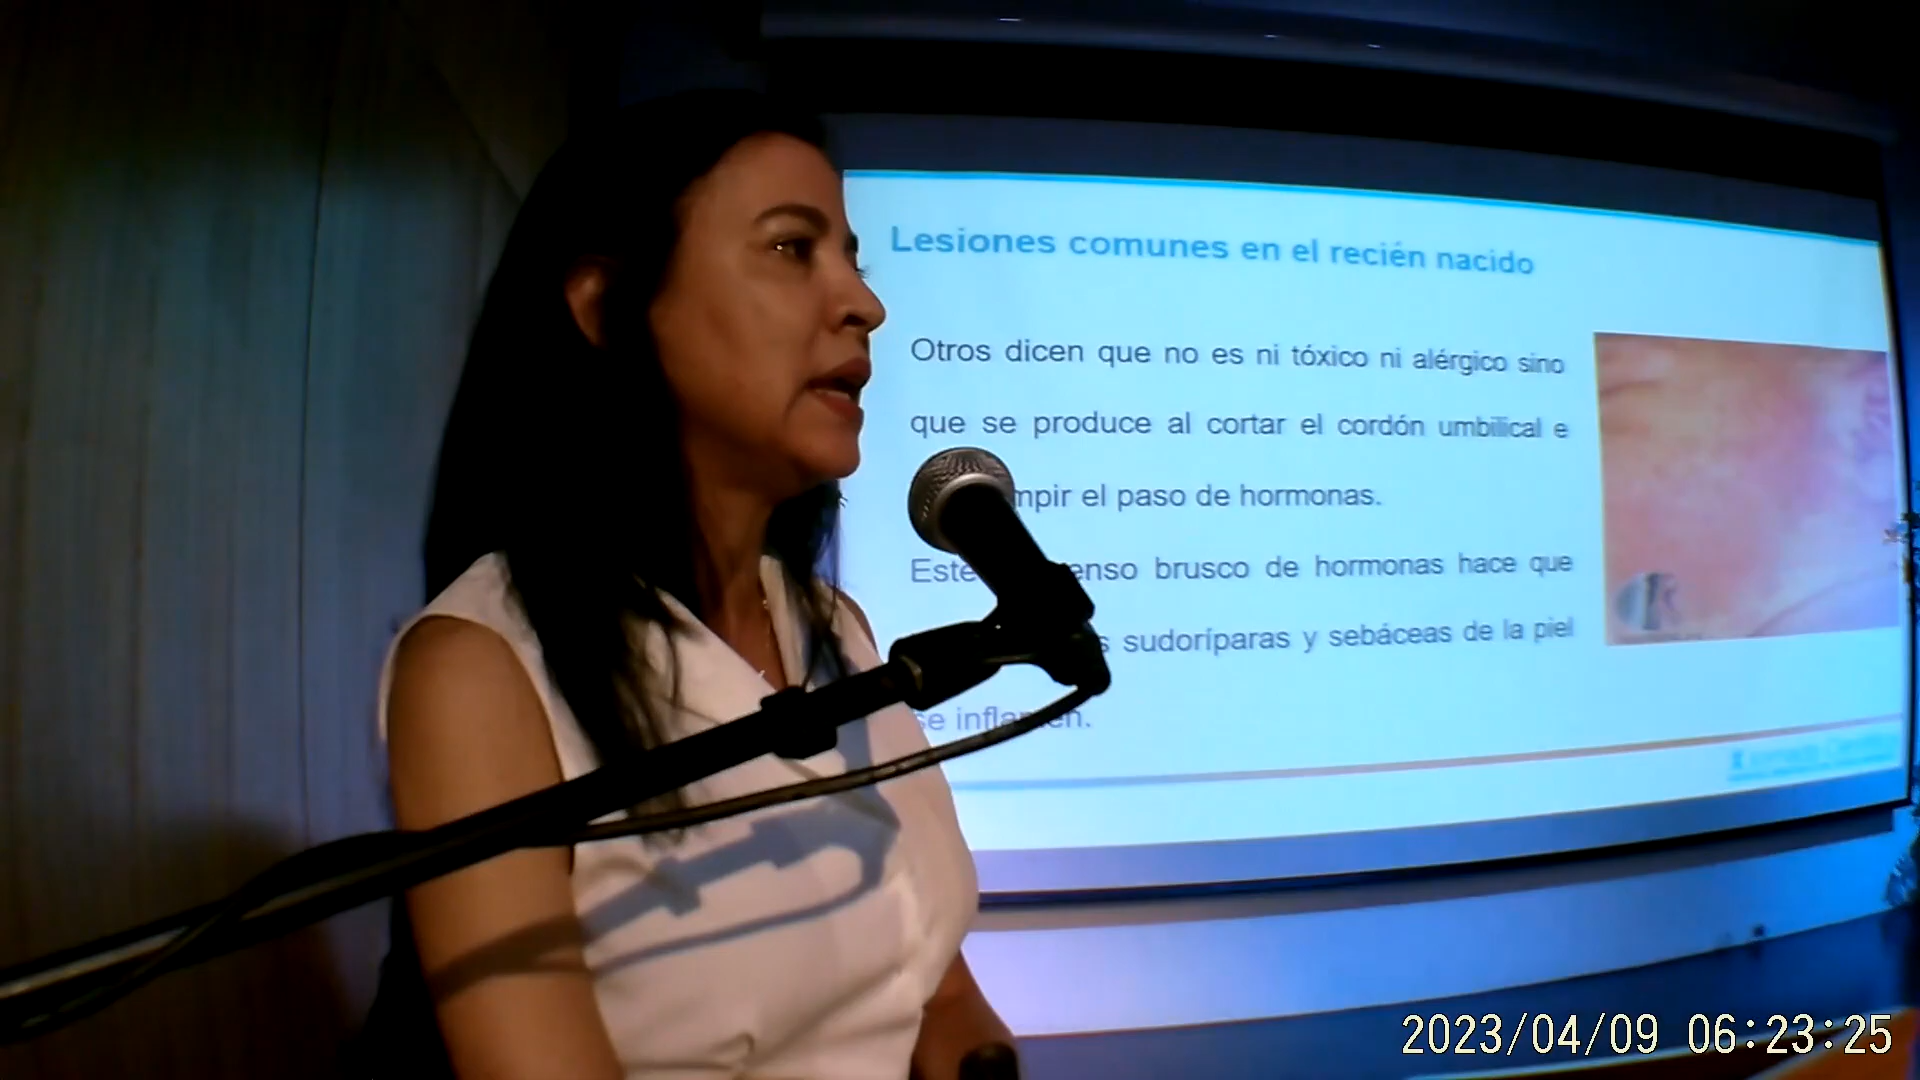 Lesiones comunes en el recién nacido
Otros dicen que no es ni tóxico ni alérgico sino
que se produce al cortar el cordón umbilical e
mpir el paso de hormonas.
Este enso brusco de hormonas hace que
s sudoríparas y sebáceas de la piel
se inflamen.
2023/04/09 06:23:25